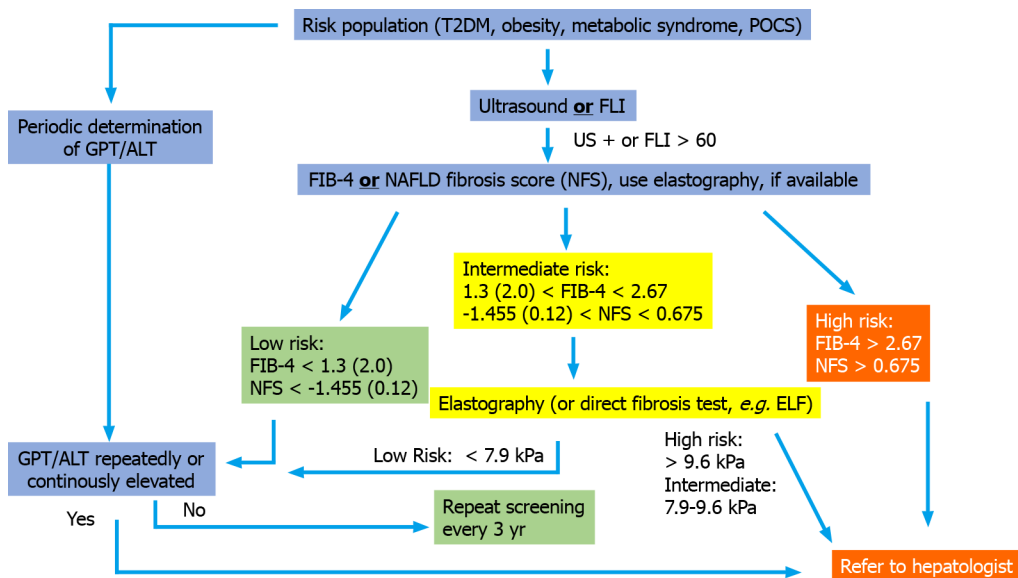 Risk population (T2DM, obesity, metabolic syndrome, POCS)
Ultrasound or FLI
Periodic determination
of GPT/ALT
US + or FLI > 60
FIB-4 or NAFLD fibrosis score (NFS), use elastography, if available
Intermediate risk:
1.3 (2.0) < FIB-4 < 2.67
-1.455 (0.12) < NFS < 0.675
High risk:
FIB-4 > 2.67
NFS > 0.675
Low risk:
FIB-4 < 1.3 (2.0)
NFS < -1.455 (0.12)
Elastography (or direct fibrosis test, e.g. ELF)
GPT/ALT repeatedly or
continously elevated
Low Risk: < 7.9 kPa
High risk:
> 9.6 kPa
Intermediate:
7.9-9.6 kPa
Yes
No
Repeat screening
every 3 yr
Refer to hepatologist